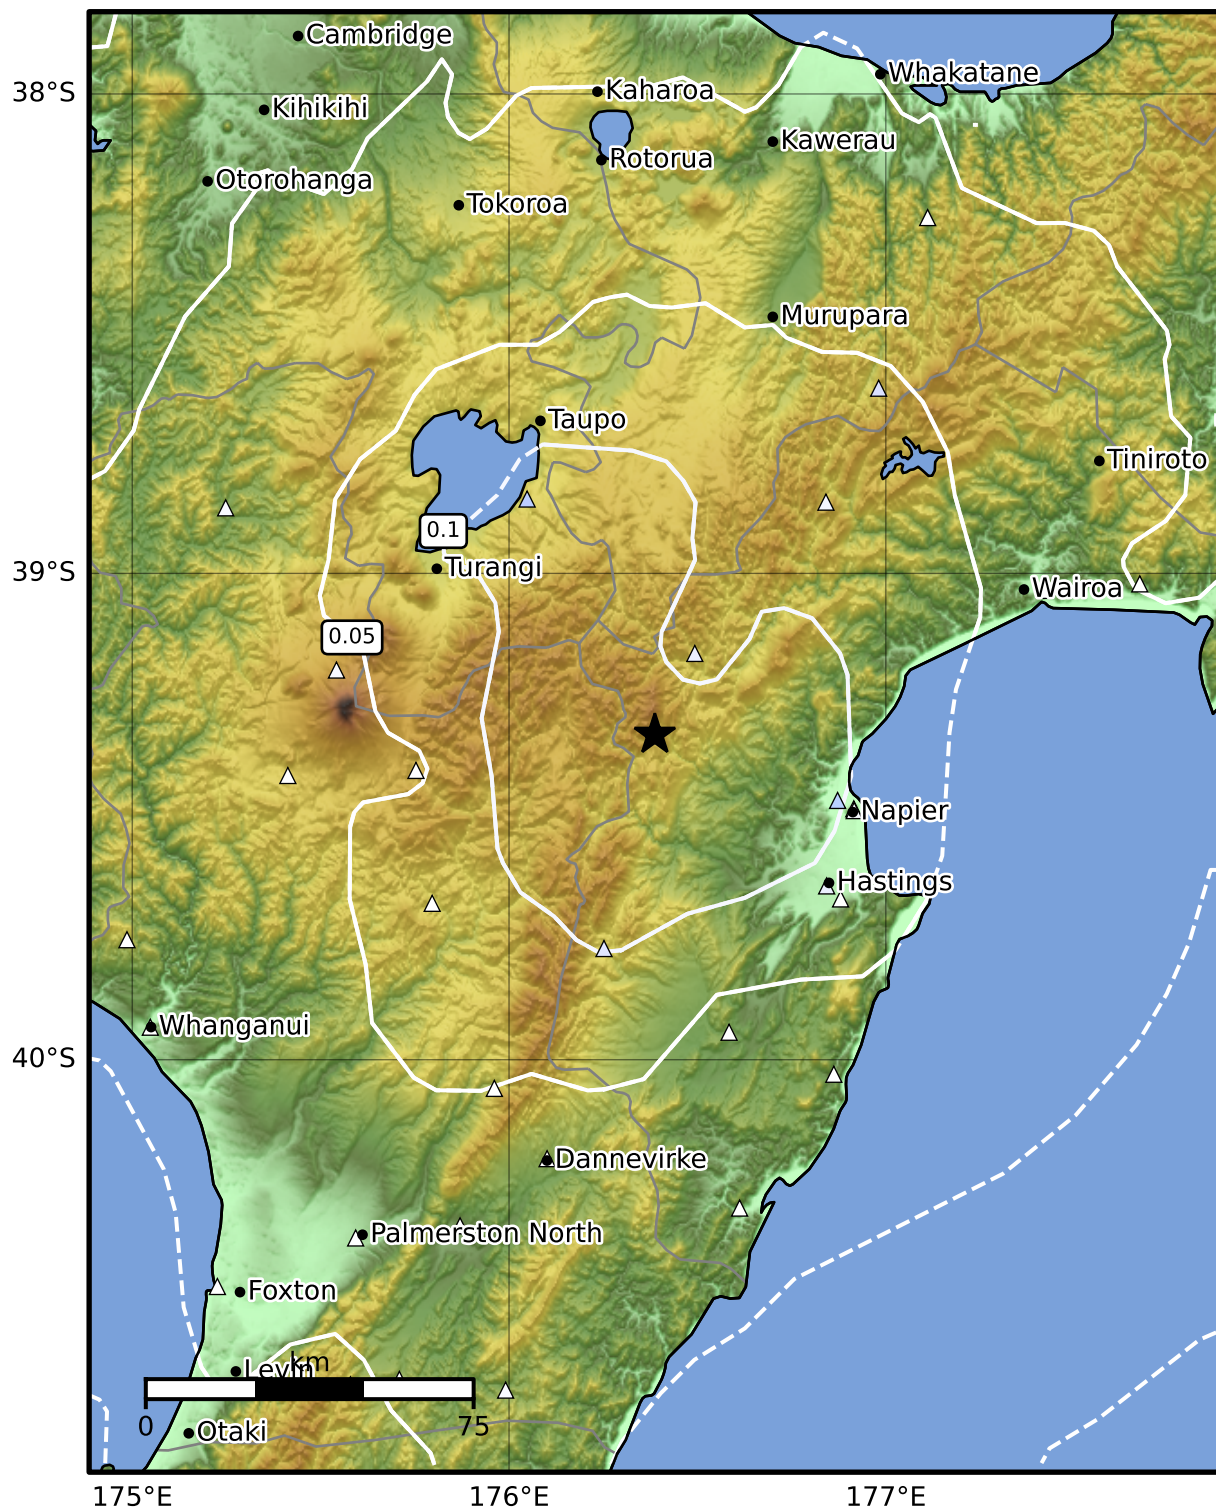 Cambridge
Whakatane
38°S
Kaharoa
Kihikihi
Kawerau
Rotorua
Otorohanga
Tokoroa
Murupara
Taupo
Tiniroto
0.1
39°S
Turangi
Wairoa
0.05
Napier
Hastings
Whanganui
40°S
Dannevirke
Palmerston North
Foxton
Levin
km
0
75
Otaki
175°E
176°E
177°E